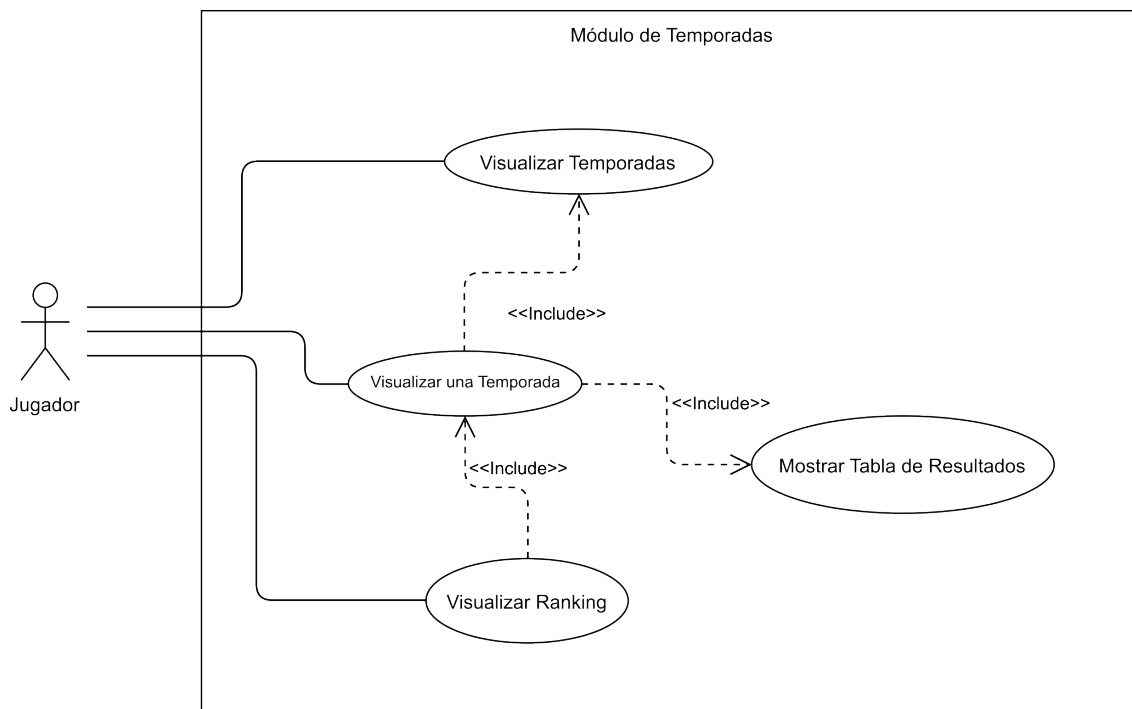 Módulo de Temporadas
Visualizar Temporadas
<<Include>>
Visualizar una Temporada
<<Include>>
Jugador
Mostrar Tabla de Resultados
<<Include>>
Visualizar Ranking